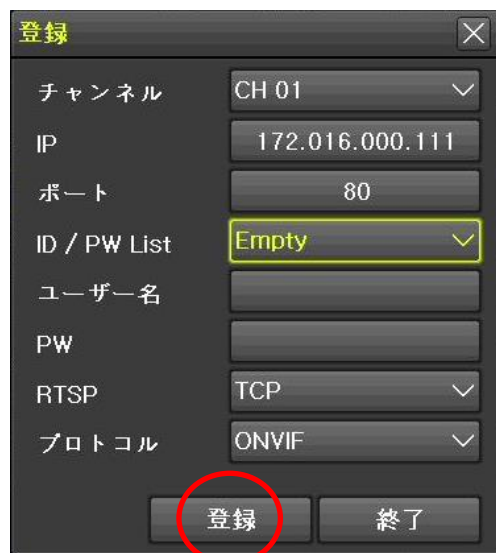 登録
チャンネル CH 01
IP 172.016.000.111
ポート 80
ID / PW List Empty
ユーザー名
PW
RTSP TCP
プロトコル ONVIF
登録 終了